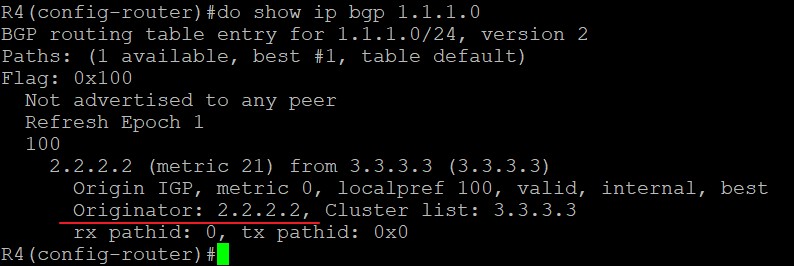 R4(config-router)#do show ip bgp 1.1.1.0
BGP routing table entry for 1.1.1.0/24, version 2
Paths: (1 available, best #1, table default)
Flag: 0x100
  Not advertised to any peer
  Refresh Epoch 1
  100
    2.2.2.2 (metric 21) from 3.3.3.3 (3.3.3.3)
      Origin IGP, metric 0, localpref 100, valid, internal, best
      Originator: 2.2.2.2, Cluster list: 3.3.3.3
      rx pathid: 0, tx pathid: 0x0
R4(config-router)#